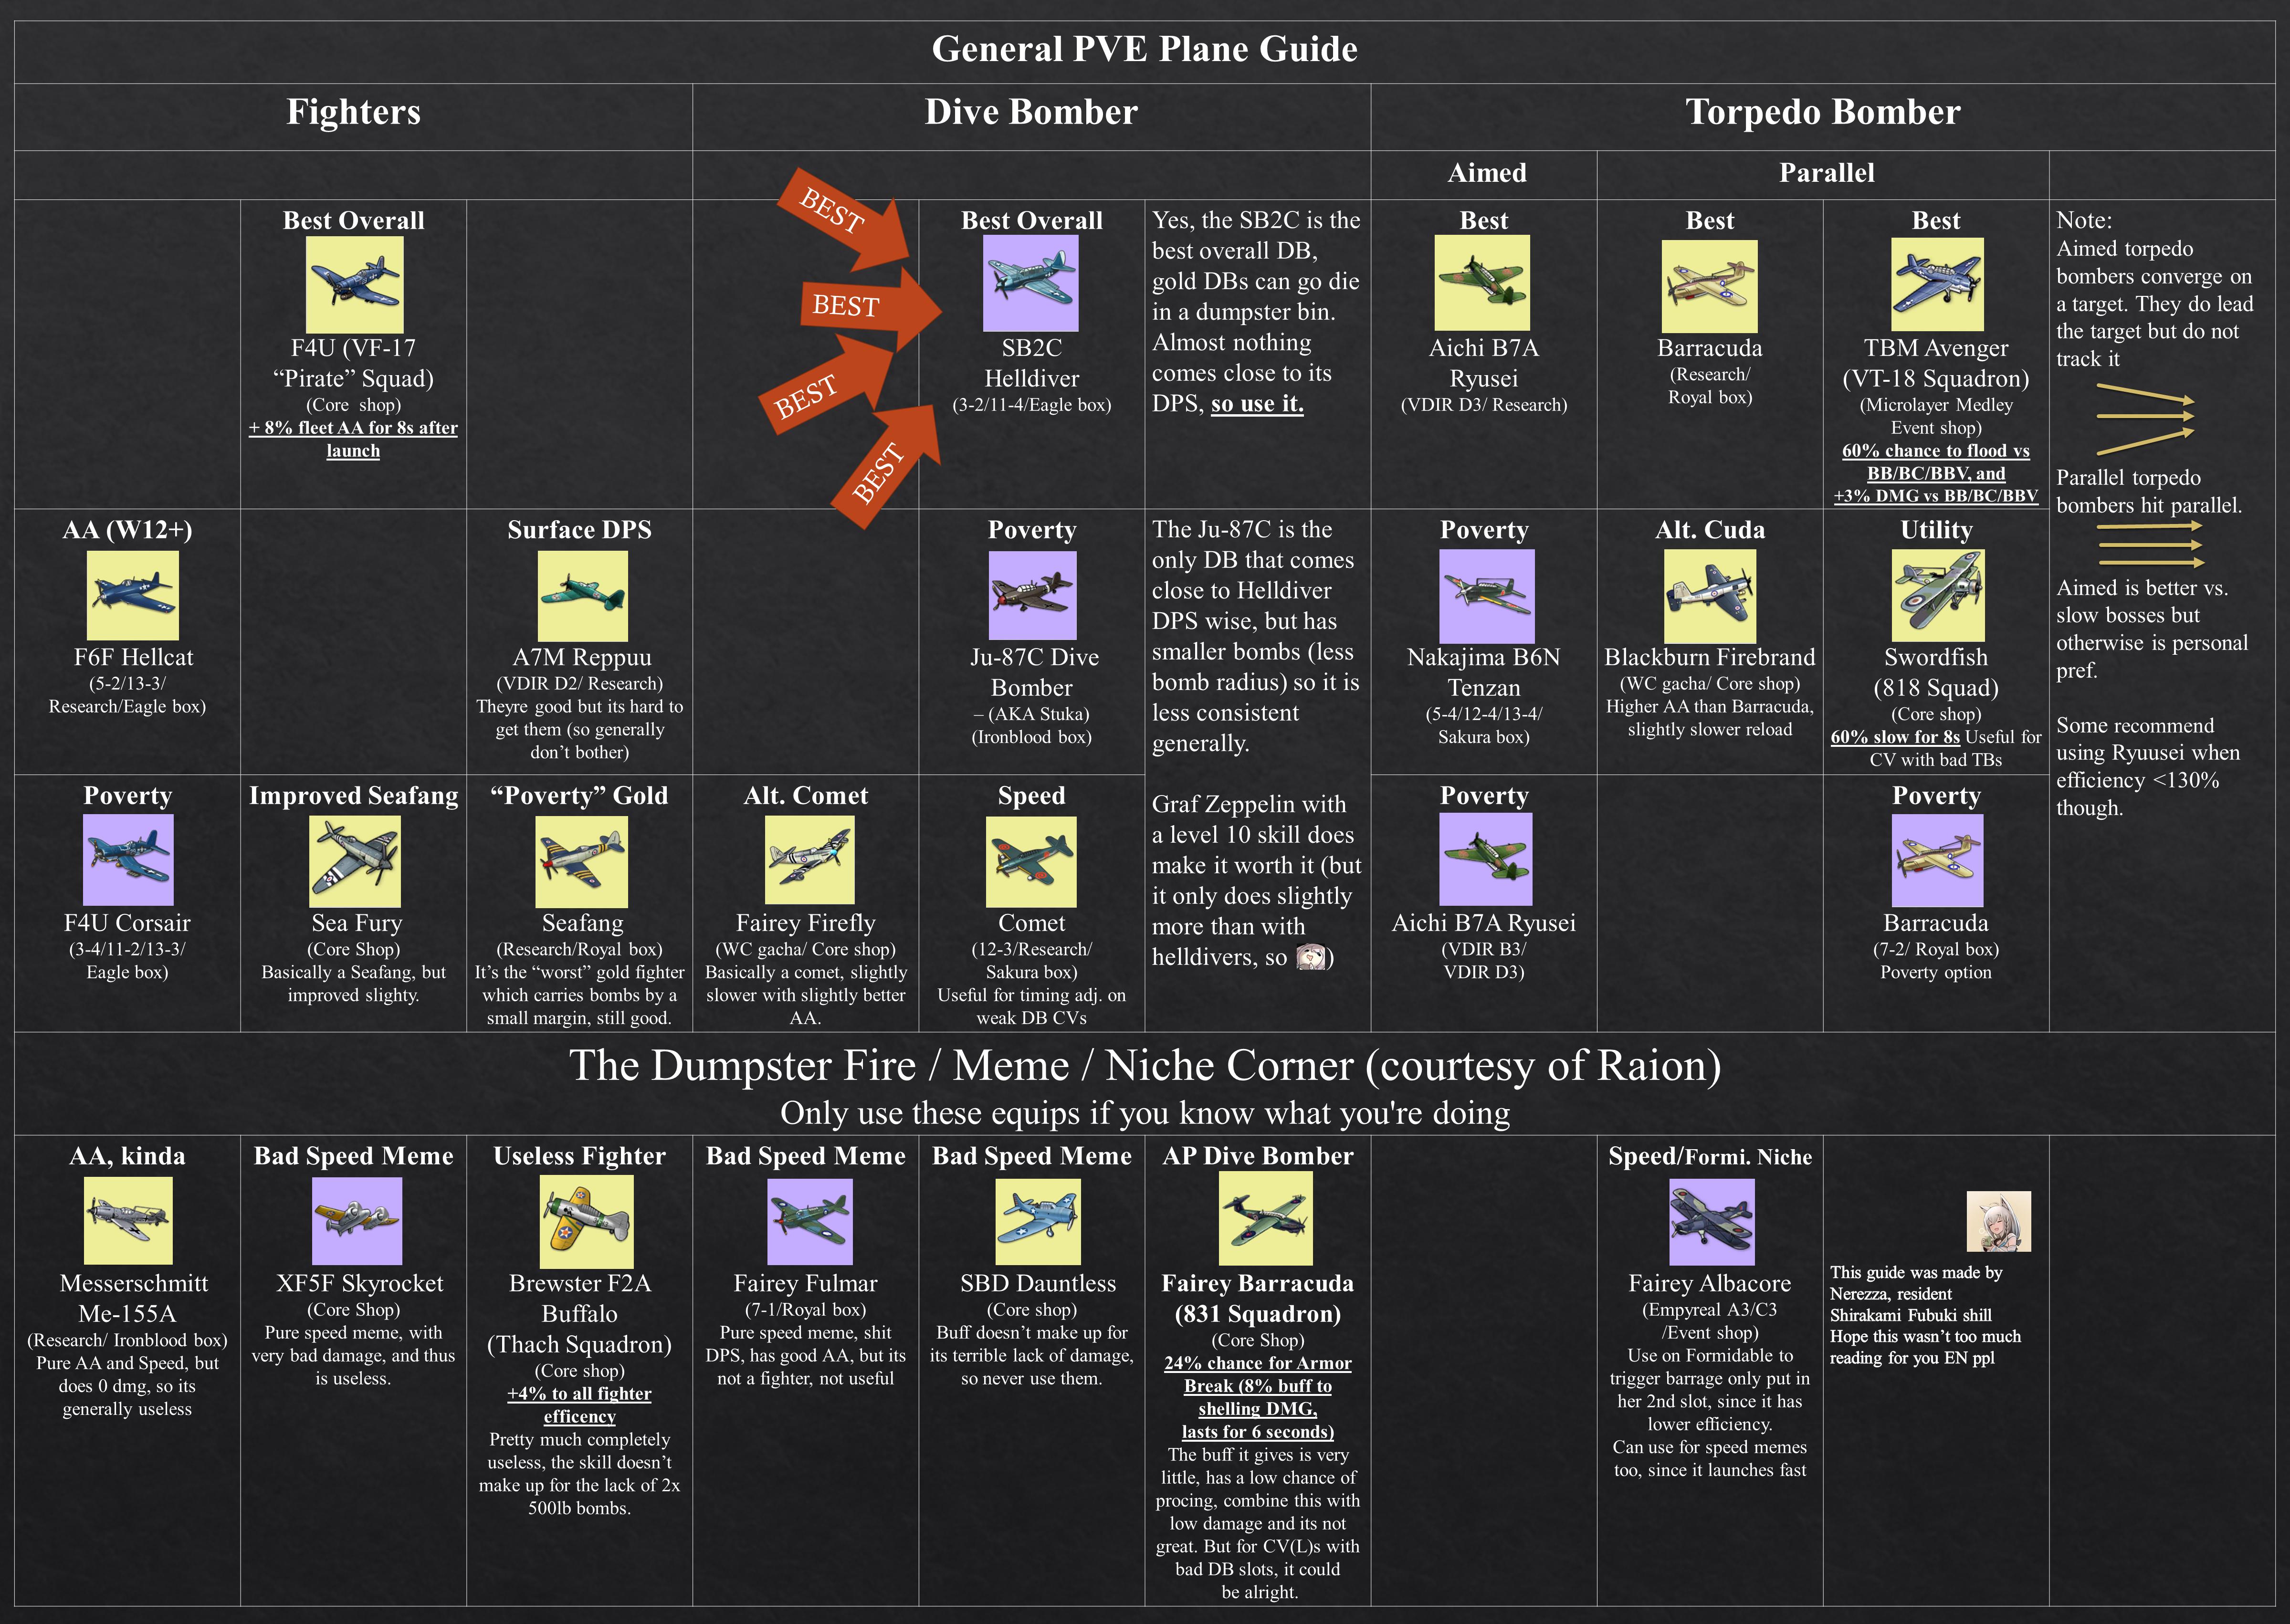 General PVE Plane Guide
Fighters
Dive Bomber
Torpedo Bomber
Aimed
Parallel
Best Overall
F4U (VF-17
“Pirate” Squad)
(Core shop)
+ 8% fleet AA for 8s after
launch
BEST
BEST
BEST
BEST
Best Overall
SB2C
Helldiver
(3-2/11-4/Eagle box)
Yes, the SB2C is the
best overall DB,
gold DBs can go die
in a dumpster bin.
Almost nothing
comes close to its
DPS, so use it.
Best
Aichi B7A
Ryusei
(VDIR D3/ Research)
Best
Barracuda
(Research/
Royal box)
Best
TBM Avenger
(VT-18 Squadron)
(Microlayer Medley
Event shop)
60% chance to flood vs
BB/BC/BBV, and
+3% DMG vs BB/BC/BBV
Note:
Aimed torpedo
bombers converge on
a target. They do lead
the target but do not
track it
Parallel torpedo
bombers hit parallel.
Aimed is better vs.
slow bosses but
otherwise is personal
pref.
Some recommend
using Ryuusei when
efficiency <130%
though.
AA (W12+)
F6F Hellcat
(5-2/13-3/
Research/Eagle box)
Surface DPS
A7M Reppuu
(VDIR D2/ Research)
Theyre good but its hard to
get them (so generally
don’t bother)
Poverty
Ju-87C Dive
Bomber
– (AKA Stuka)
(Ironblood box)
The Ju-87C is the
only DB that comes
close to Helldiver
DPS wise, but has
smaller bombs (less
bomb radius) so it is
less consistent
generally.
Graf Zeppelin with
a level 10 skill does
make it worth it (but
it only does slightly
more than with
helldivers, so )
Poverty
Nakajima B6N
Tenzan
(5-4/12-4/13-4/
Sakura box)
Alt. Cuda
Blackburn Firebrand
(WC gacha/ Core shop)
Higher AA than Barracuda,
slightly slower reload
Utility
Swordfish
(818 Squad)
(Core shop)
60% slow for 8s Useful for
CV with bad TBs
Poverty
F4U Corsair
(3-4/11-2/13-3/
Eagle box)
Improved Seafang
Sea Fury
(Core Shop)
Basically a Seafang, but
improved slighty.
“Poverty” Gold
Seafang
(Research/Royal box)
It’s the “worst” gold fighter
which carries bombs by a
small margin, still good.
Alt. Comet
Fairey Firefly
(WC gacha/ Core shop)
Basically a comet, slightly
slower with slightly better
AA.
Speed
Comet
(12-3/Research/
Sakura box)
Useful for timing adj. on
weak DB CVs
Poverty
Aichi B7A Ryusei
(VDIR B3/
VDIR D3)
Poverty
Barracuda
(7-2/ Royal box)
Poverty option
The Dumpster Fire / Meme / Niche Corner (courtesy of Raion)
Only use these equips if you know what you're doing
AA, kinda
Messerschmitt
Me-155A
(Research/ Ironblood box)
Pure AA and Speed, but
does 0 dmg, so its
generally useless
Bad Speed Meme
XF5F Skyrocket
(Core Shop)
Pure speed meme, with
very bad damage, and thus
is useless.
Useless Fighter
Brewster F2A
Buffalo
(Thach Squadron)
(Core shop)
+4% to all fighter
efficency
Pretty much completely
useless, the skill doesn’t
make up for the lack of 2x
500lb bombs.
Bad Speed Meme
Fairey Fulmar
(7-1/Royal box)
Pure speed meme, shit
DPS, has good AA, but its
not a fighter, not useful
Bad Speed Meme
SBD Dauntless
(Core shop)
Buff doesn’t make up for
its terrible lack of damage,
so never use them.
AP Dive Bomber
Fairey Barracuda
(831 Squadron)
(Core Shop)
24% chance for Armor
Break (8% buff to
shelling DMG,
lasts for 6 seconds)
The buff it gives is very
little, has a low chance of
procing, combine this with
low damage and its not
great. But for CV(L)s with
bad DB slots, it could
be alright.
Speed/Formi. Niche
Fairey Albacore
(Empyreal A3/C3
/Event shop)
Use on Formidable to
trigger barrage only put in
her 2nd slot, since it has
lower efficiency.
Can use for speed memes
too, since it launches fast
This guide was made by
Nerezza, resident
Shirakami Fubuki shill
Hope this wasn’t too much
reading for you EN ppl